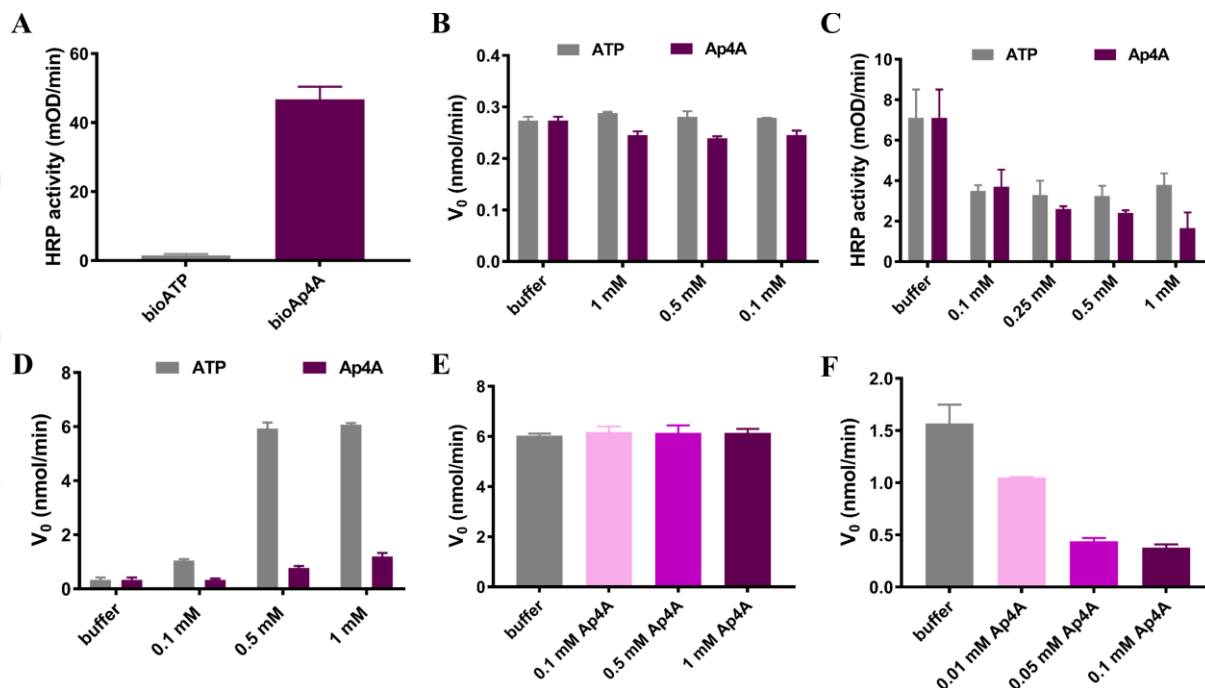 A
HRP activity (mOD/min)
60
40
20
0
bioATP
bioAp4A
B
ATP
Ap4A
V0 (nmol/min)
0.4
0.3
0.2
0.1
0.0
buffer
1 mM
0.5 mM
0.1 mM
C
ATP
Ap4A
HRP activity (mOD/min)
10
8
6
4
2
0
buffer
0.1 mM
0.25 mM
0.5 mM
1 mM
D
ATP
Ap4A
V0 (nmol/min)
8
6
4
2
0
buffer
0.1 mM
0.5 mM
1 mM
E
V0 (nmol/min)
8
6
4
2
0
buffer
0.1 mM Ap4A
0.5 mM Ap4A
1 mM Ap4A
F
V0 (nmol/min)
2.0
1.5
1.0
0.5
0.0
buffer
0.01 mM Ap4A
0.05 mM Ap4A
0.1 mM Ap4A